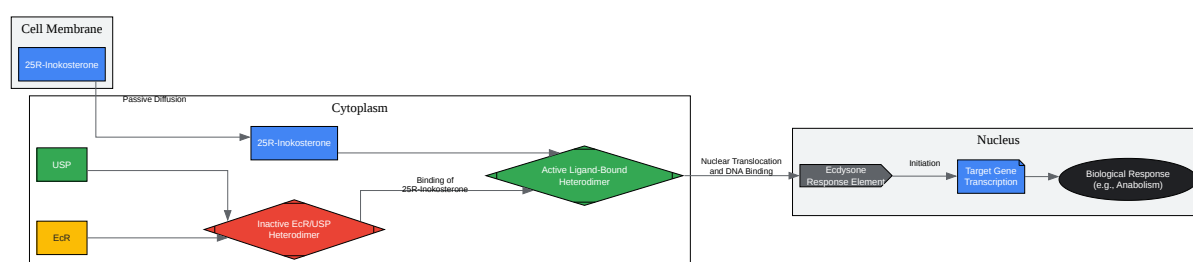 Cell Membrane
25R-Inokosterone
Passive Diffusion
Cytoplasm
25R-Inokosterone
USP
EcR
Inactive EcR/USP
Heterodimer
Binding of
25R-Inokosterone
Active Ligand-Bound
Heterodimer
Nuclear Translocation
and DNA Binding
Nucleus
Ecdysone
Response Element
Initiation
Target Gene
Transcription
Biological Response
(e.g., Anabolism)